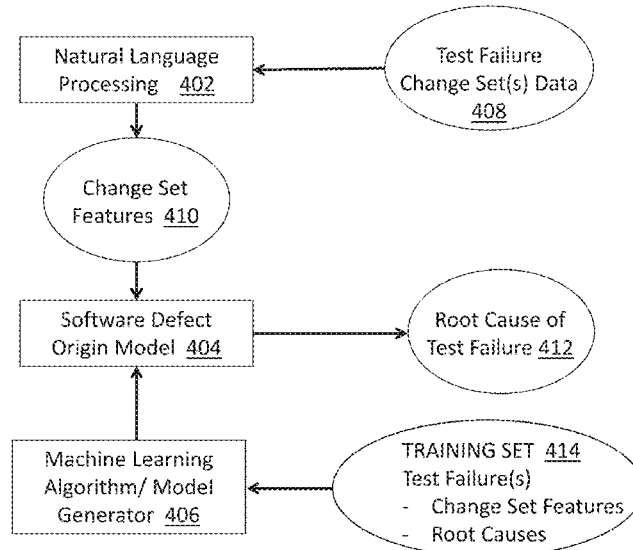 Natural Language
Processing 402
Test Failure
Change Set(s) Data
408
Change Set
Features 410
Software Defect
Origin Model 404
Root Cause of
Test Failure 412
Machine Learning
Algorithm/ Model
Generator 406
TRAINING SET 414
Test Failure(s)
- Change Set Features
- Root Causes